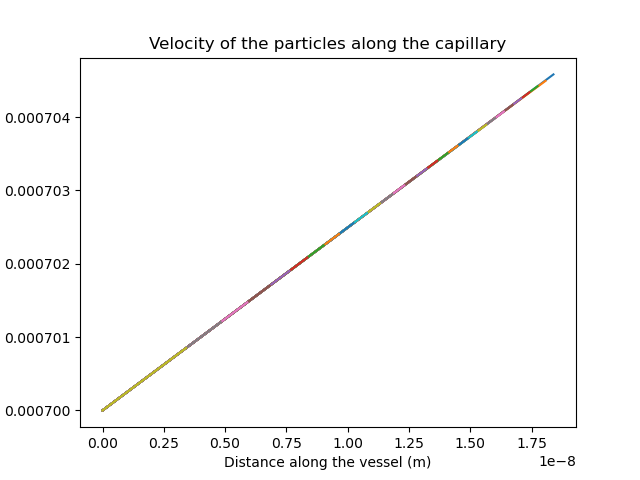 Velocity of the particles along the capillary
0.000704
0.000703
0.000702
0.000701
0.000700
0.00 0.25 0.50 0.75 1.00 1.25 1.50 1.75
1e−8
Distance along the vessel (m)